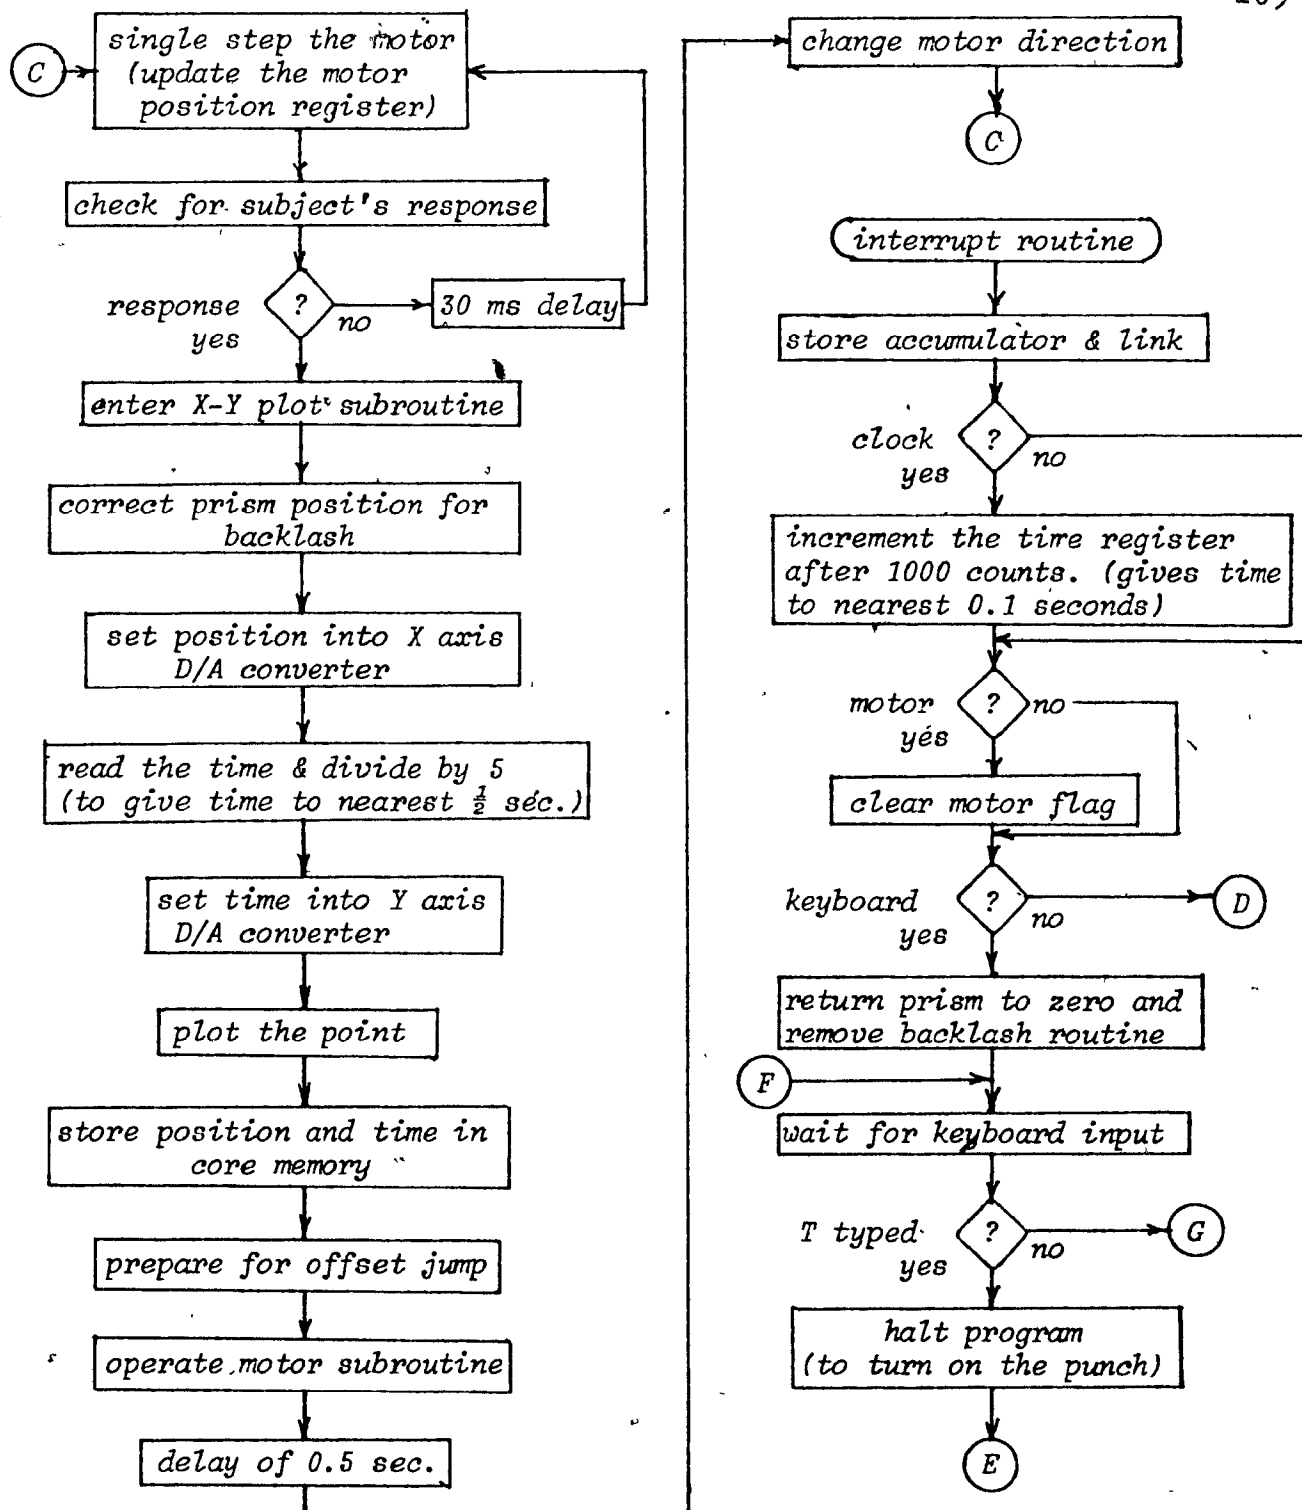 C
single step the motor
(update the motor
position register)
check for subject's response
response
yes
?
no
30 ms delay
enter X-Y plot subroutine
correct prism position for
backlash
set position into X axis
D/A converter
read the time & divide by 5
(to give time to nearest ½ sec.)
set time into Y axis
D/A converter
plot the point
store position and time in
core memory
prepare for offset jump
operate motor subroutine
delay of 0.5 sec.
change motor direction
C
interrupt routine
store accumulator & link
clock
yes
?
no
increment the time register
after 1000 counts. (gives time
to nearest 0.1 seconds)
motor
yes
?
no
clear motor flag
keyboard
yes
?
no
D
return prism to zero and
remove backlash routine
F
wait for keyboard input
T typed
yes
?
no
G
halt program
(to turn on the punch)
E